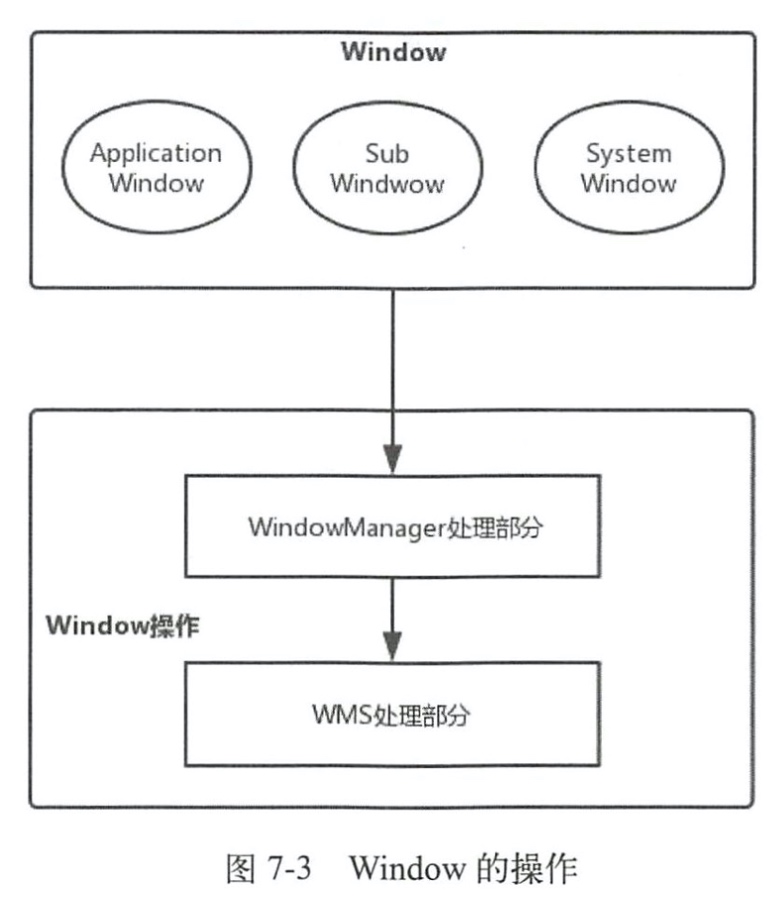 Window
Application
Window
Sub
Windwow
System
Window
WindowManager处理部分
Window操作
WMS处理部分
图 7-3 Window 的操作